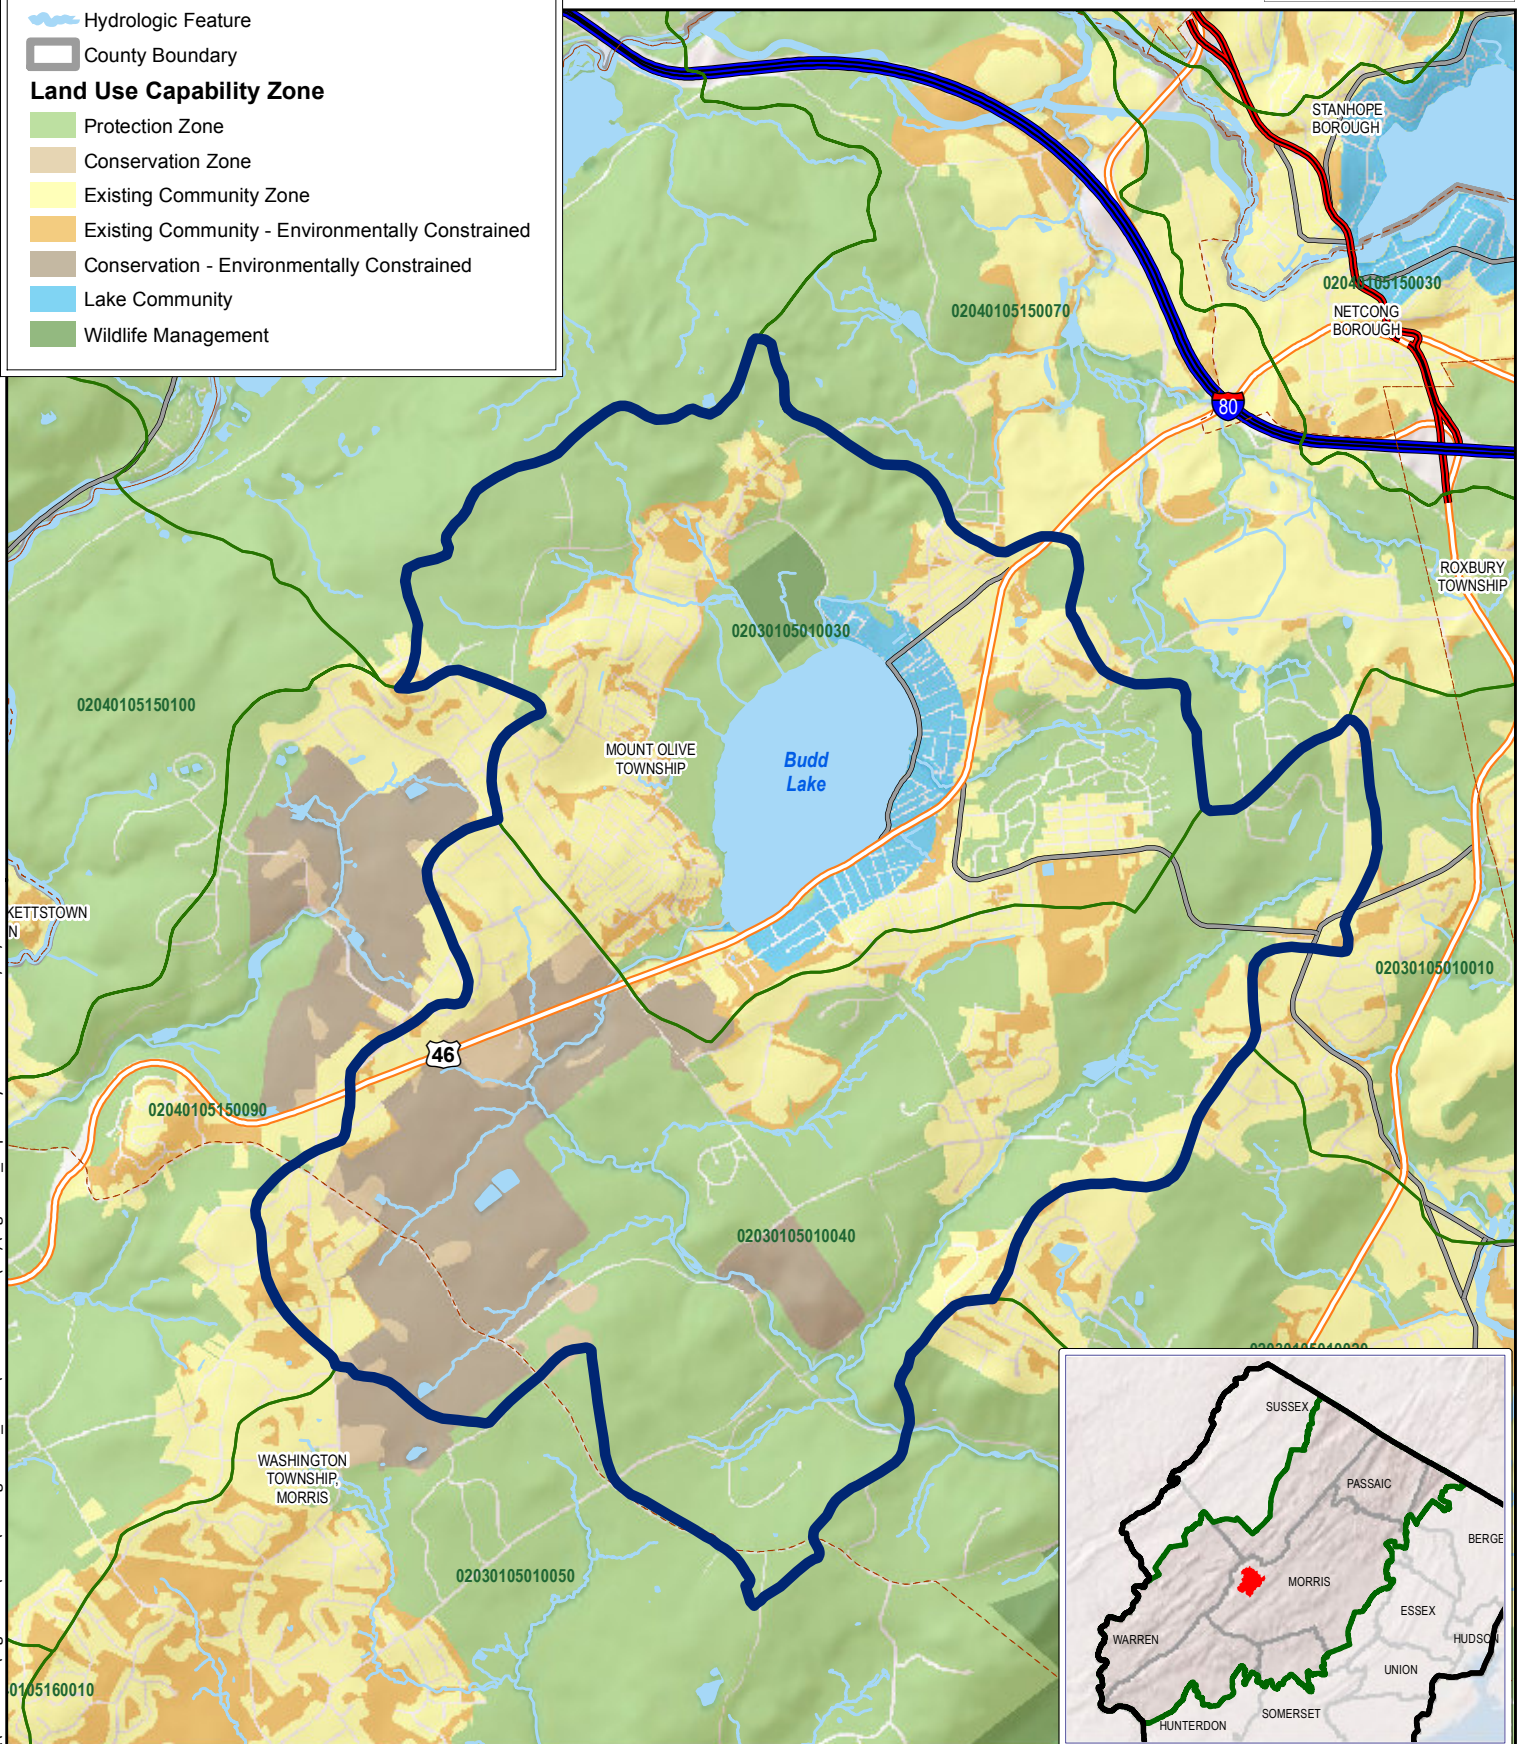 Hydrologic Feature
County Boundary
Land Use Capability Zone
Protection Zone
Conservation Zone
Existing Community Zone
Existing Community - Environmentally Constrained
Conservation - Environmentally Constrained
Lake Community
Wildlife Management
STANHOPE
BOROUGH
02040105150030
02040105150070
NETCONG
BOROUGH
80
ROXBURY
TOWNSHIP
02030105010030
02040105150100
MOUNT OLIVE
TOWNSHIP
Budd
Lake
KETTSTOWN
N
02030105010010
46
02040105150090
02030105010040
WASHINGTON
TOWNSHIP,
MORRIS
02030105010050
0105160010
SUSSEX
PASSAIC
BERGE
MORRIS
ESSEX
WARREN
HUDSON
UNION
SOMERSET
HUNTERDON